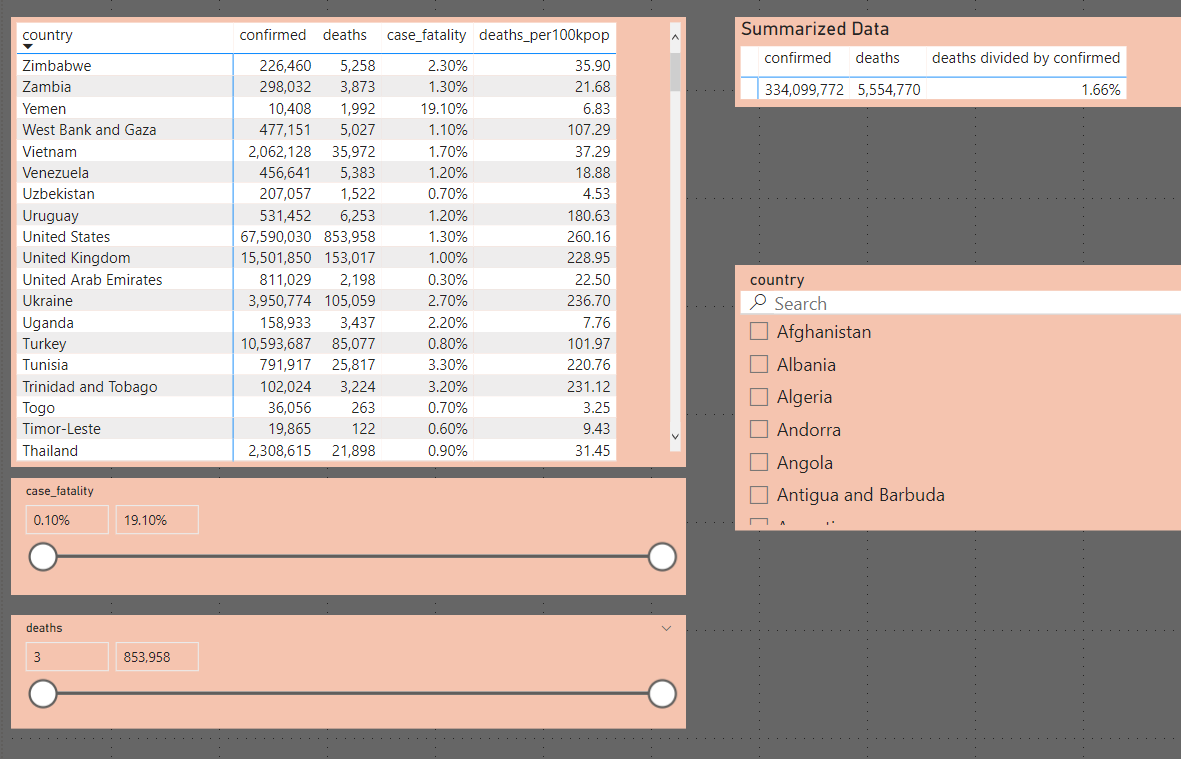 country confirmed deaths case_fatality deaths_per100kpop
Zimbabwe 226,460 5,258 2.30% 35.90
Zambia 298,032 3,873 1.30% 21.68
Yemen 10,408 1,992 19.10% 6.83
West Bank and Gaza 477,151 5,027 1.10% 107.29
Vietnam 2,062,128 35,972 1.70% 37.29
Venezuela 456,641 5,383 1.20% 18.88
Uzbekistan 207,057 1,522 0.70% 4.53
Uruguay 531,452 6,253 1.20% 180.63
United States 67,590,030 853,958 1.30% 260.16
United Kingdom 15,501,850 153,017 1.00% 228.95
United Arab Emirates 811,029 2,198 0.30% 22.50
Ukraine 3,950,774 105,059 2.70% 236.70
Uganda 158,933 3,437 2.20% 7.76
Turkey 10,593,687 85,077 0.80% 101.97
Tunisia 791,917 25,817 3.30% 220.76
Trinidad and Tobago 102,024 3,224 3.20% 231.12
Togo 36,056 263 0.70% 3.25
Timor-Leste 19,865 122 0.60% 9.43
Thailand 2,308,615 21,898 0.90% 31.45
case_fatality
0.10% 19.10%
deaths
3 853,958
Summarized Data
confirmed deaths deaths divided by confirmed
334,099,772 5,554,770 1.66%
country
Search
Afghanistan
Albania
Algeria
Andorra
Angola
Antigua and Barbuda